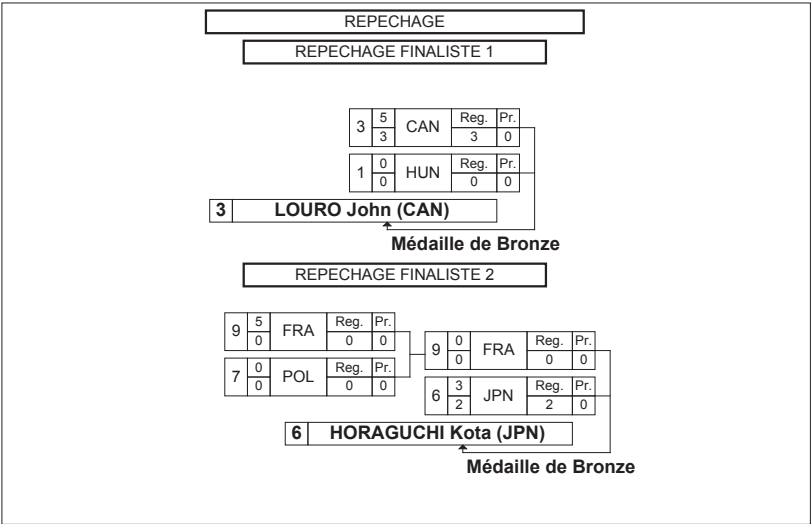 REPECHAGE
REPECHAGE FINALISTE 1
3 5 CAN Reg. Pr.
3 3 0
1 0 HUN Reg. Pr.
0 0 0
3 LOURO John (CAN)
Médaille de Bronze
REPECHAGE FINALISTE 2
9 5 FRA Reg. Pr.
0 0 0
7 0 POL Reg. Pr.
0 0 0
9 0 FRA Reg. Pr.
0 0 0
6 3 JPN Reg. Pr.
2 2 0
6 HORAGUCHI Kota (JPN)
Médaille de Bronze